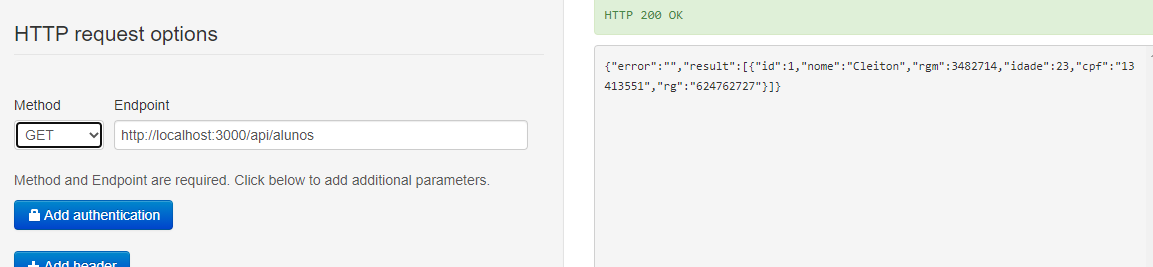 HTTP request options
Method
Endpoint
GET
http://localhost:3000/api/alunos
Method and Endpoint are required. Click below to add additional parameters.
Add authentication
Add header
HTTP 200 OK
{"error":"","result":[{"id":1,"nome":"Cleiton","rgm":3482714,"idade":23,"cpf":"13
413551","rg":"624762727"}]}